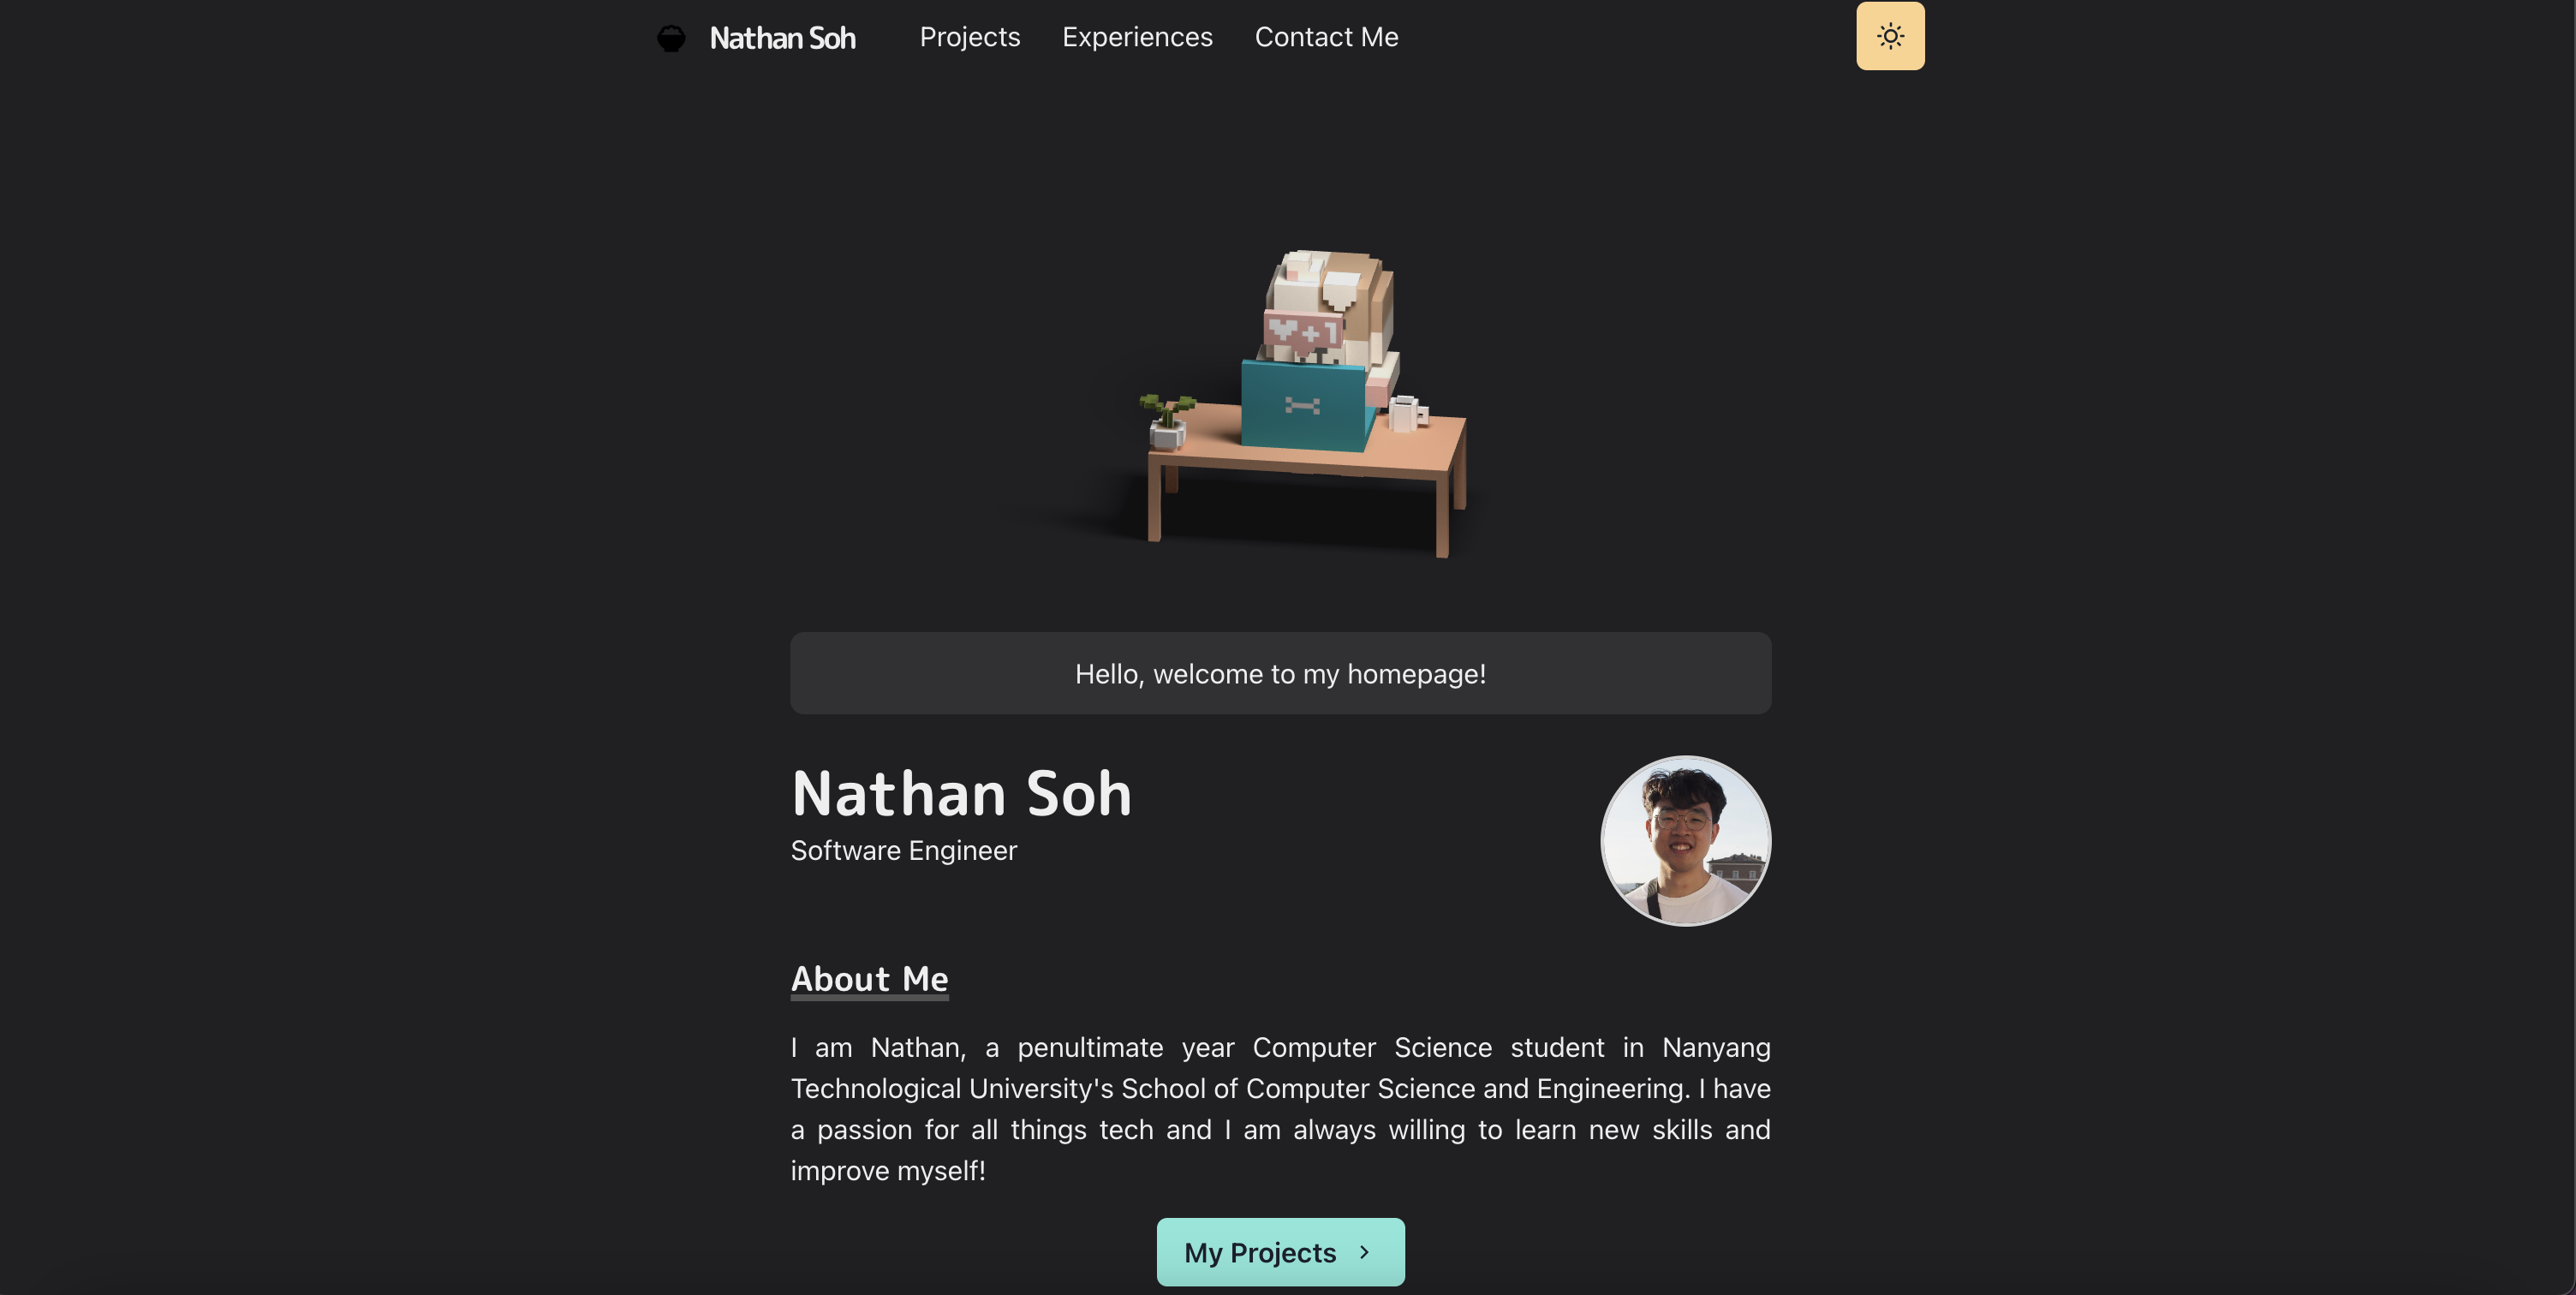 Nathan Soh Projects Experiences Contact Me
+1
Hello, welcome to my homepage!
Nathan Soh
Software Engineer
About Me
I am Nathan, a penultimate year Computer Science student in Nanyang
Technological University's School of Computer Science and Engineering. I have
a passion for all things tech and I am always willing to learn new skills and
improve myself!
My Projects